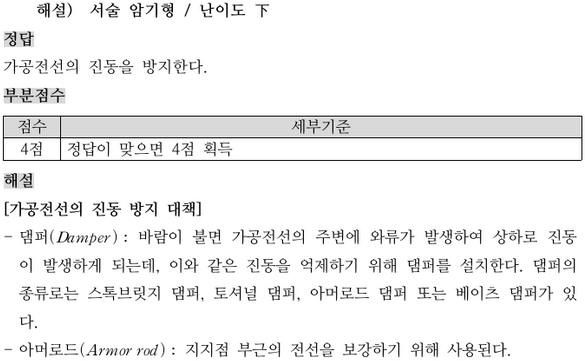 해설) 서술 암기형 / 난이도 下
정답
가공전선의 진동을 방지한다.
부분점수
점수 세부기준
4점 정답이 맞으면 4점 획득
해설
[가공전선의 진동 방지 대책]
- 댐퍼(Damper) : 바람이 불면 가공전선의 주변에 와류가 발생하여 상하로 진동
이 발생하게 되는데, 이와 같은 진동을 억제하기 위해 댐퍼를 설치한다. 댐퍼의
종류로는 스톡브릿지 댐퍼, 토셔널 댐퍼, 아머로드 댐퍼 또는 베이츠 댐퍼가 있
다.
- 아머로드(Armor rod) : 지지점 부근의 전선을 보강하기 위해 사용된다.